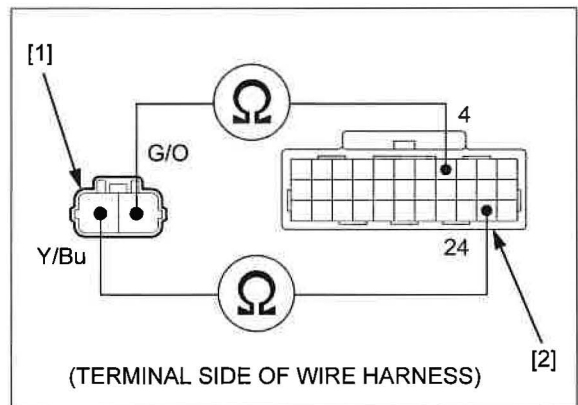 [1]
Ω
4
G/O
Y/Bu
24
Ω
[2]
(TERMINAL SIDE OF WIRE HARNESS)